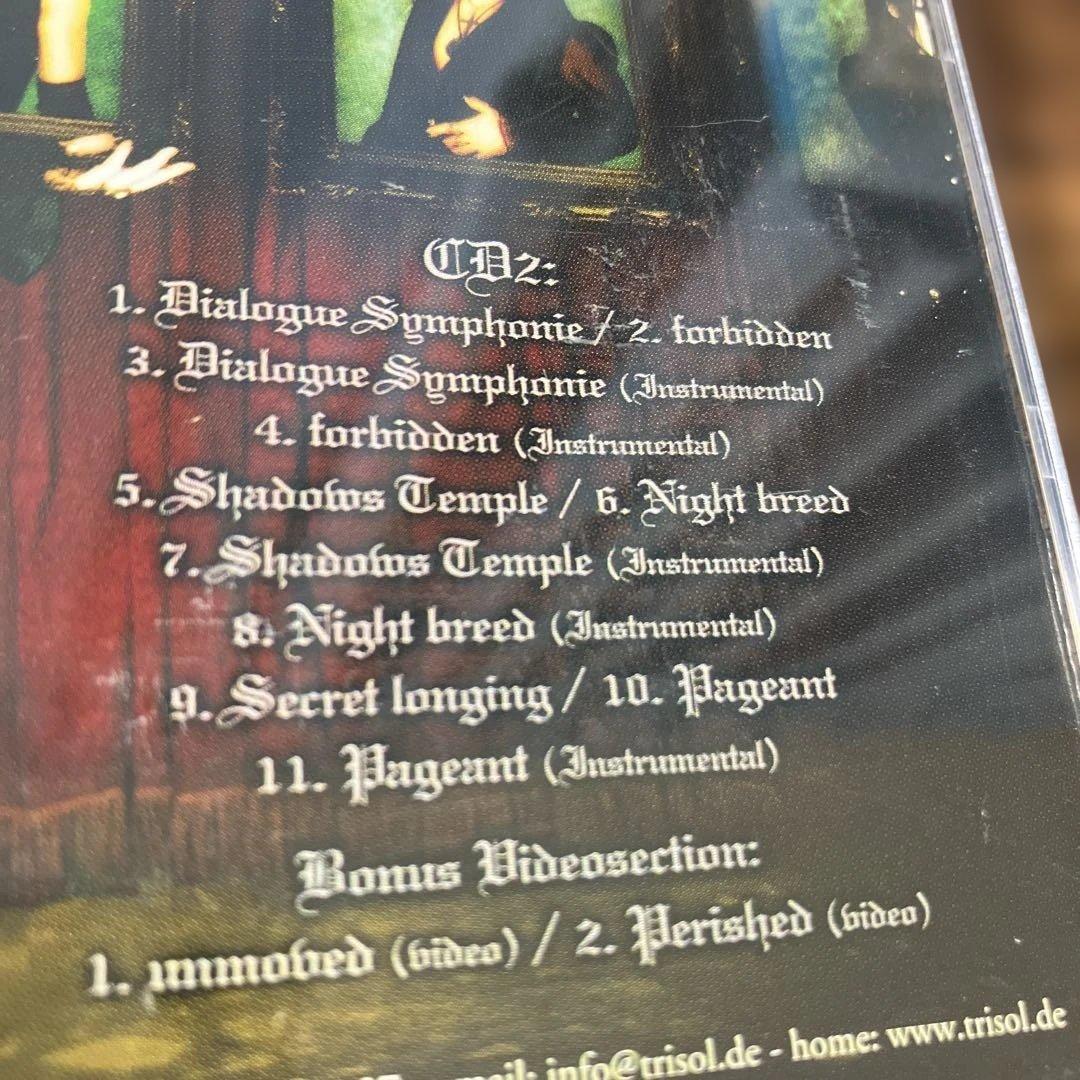 CD2:
1. Dialogue Symphonie / 2. forbidden
3. Dialogue Symphonie (Instrumental)
4. forbidden (Instrumental)
5. Shadows Temple / 6. Night breed
7. Shadows Temple (Instrumental)
8. Night breed (Instrumental)
9. Secret longing / 10. Pageant
11. Pageant (Instrumental)
Bonus Videosection:
1. unmoved (video) / 2. Perished (video)
info@trisol.de - home: www.trisol.de